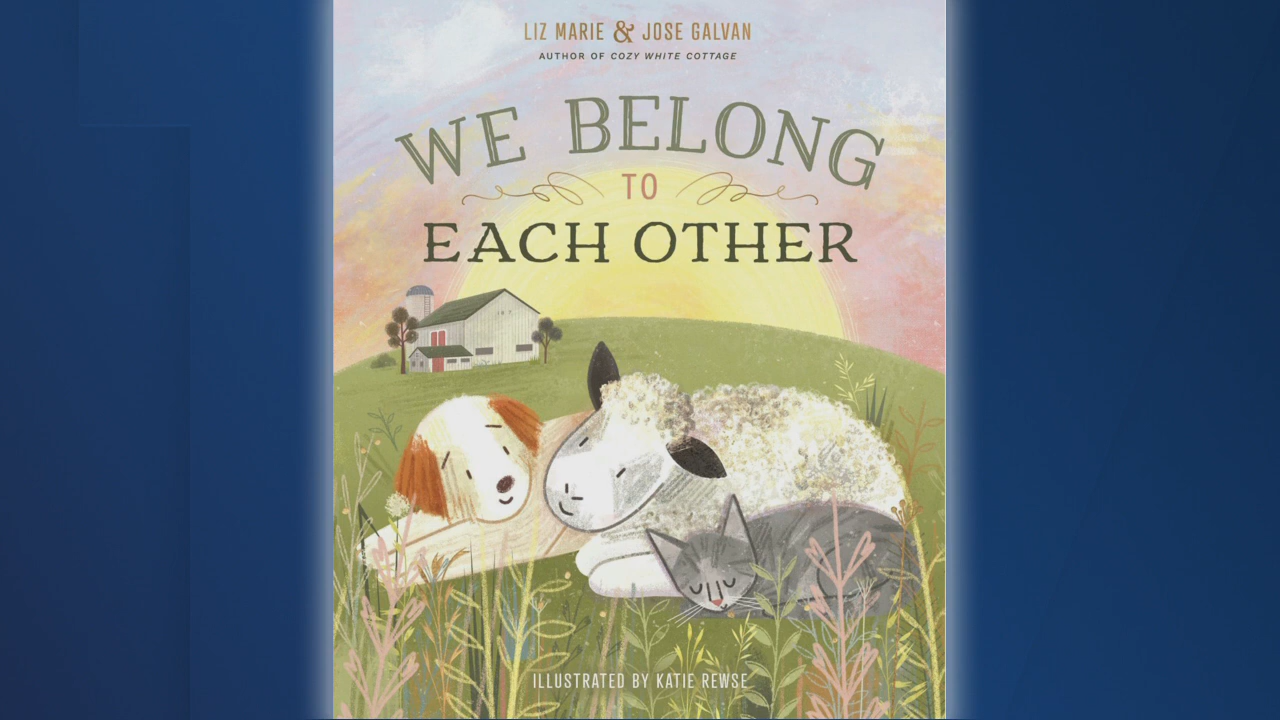 LIZ MARIE & JOSE GALVAN
AUTHOR OF COZY WHITE COTTAGE
WE BELONG
TO
EACH OTHER
ILLUSTRATED BY KATIE REWSE